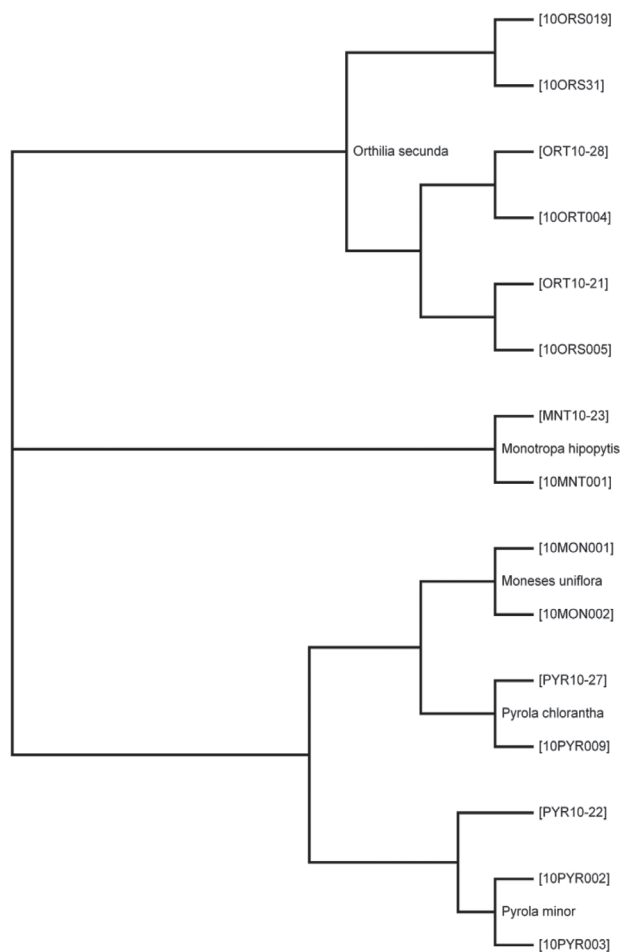 [10ORS019]
[10ORS31]
Orthilia secunda
[ORT10-28]
[10ORT004]
[ORT10-21]
[10ORS005]
[MNT10-23]
Monotropa hipopytis
[10MNT001]
[10MON001]
Moneses uniflora
[10MON002]
[PYR10-27]
Pyrola chlorantha
[10PYR009]
[PYR10-22]
[10PYR002]
Pyrola minor
[10PYR003]